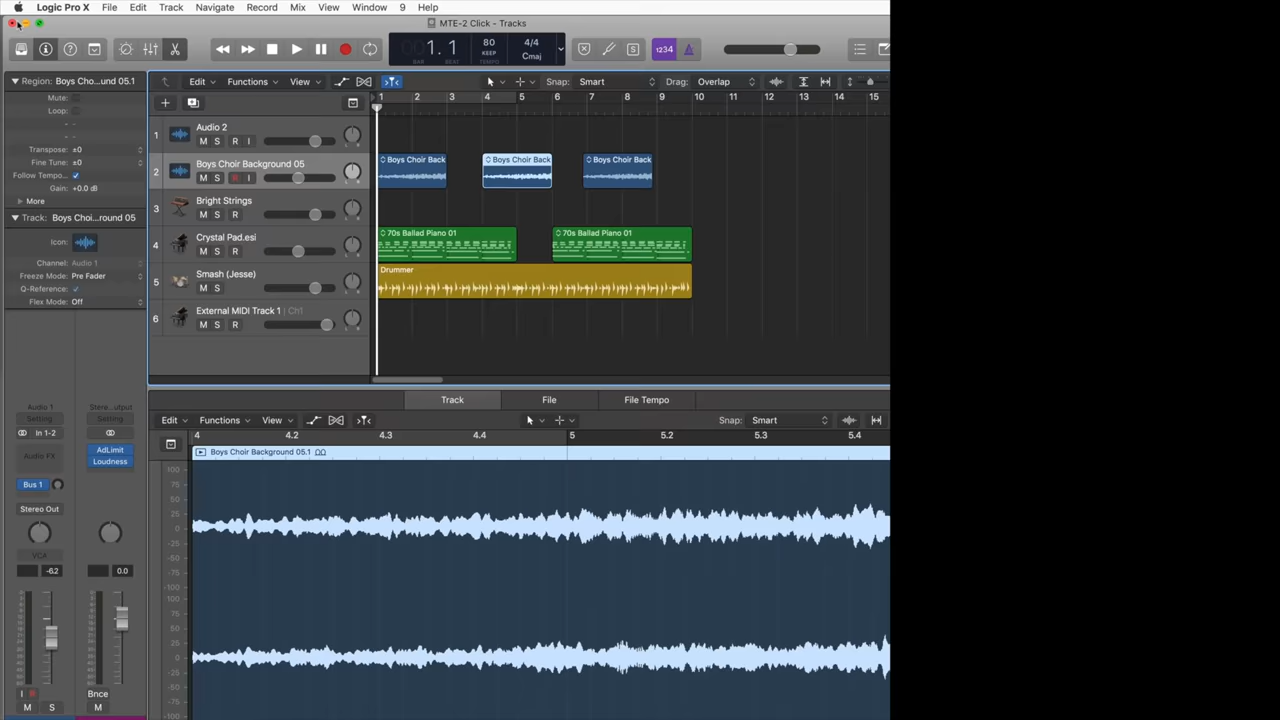 Logic Pro X File Edit Track Navigate Record Mix View Window 9 Help
MTE-2 Click - Tracks
1. 1 80 4/4
BAR BEAT KEEP Cmaj
1234
Region: Boys Cho...und 05.1
Mute:
Loop:
Transpose: ±0
Fine Tune: ±0
Follow Tempo...
Gain: +0.0 dB
More
Track: Boys Choi...round 05
Icon:
Channel: Audio 1
Freeze Mode: Pre Fader
Q-Reference:
Flex Mode: Off
Edit Functions View Snap: Smart Drag: Overlap
1 2 3 4 5 6 7 8 9 10 11 12 13 14 15
1 Audio 2
M S R I
2 Boys Choir Background 05
M S R I
Boys Choir Back Boys Choir Back Boys Choir Back
3 Bright Strings
M S R
4 Crystal Pad.esi
M S R
70s Ballad Piano 01 70s Ballad Piano 01
5 Smash (Jesse)
M S
Drummer
6 External MIDI Track 1 | Ch1
M S R
Track File File Tempo
Edit Functions View Snap: Smart
4 4.2 4.3 4.4 5 5.2 5.3 5.4
Boys Choir Background 05.1
100
75
50
25
0
-25
-50
-75
-100
100
75
50
25
0
-25
-50
-75
-100
Audio 1 Stere...utput
Setting Setting
In 1-2
Audio FX AdLimit
Loudness
Bus 1
Stereo Out
VCA
-6.2 0.0
I R Bnce
M S M